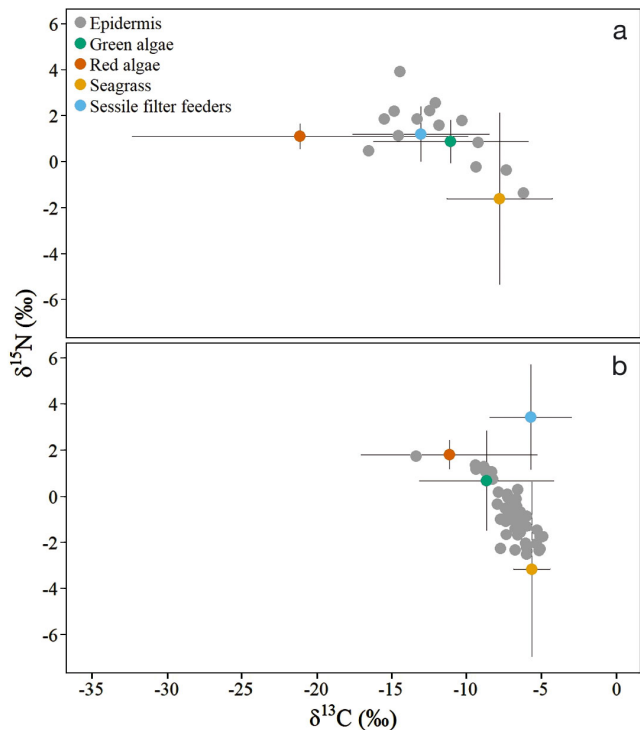 6
Epidermis
a
Green algae
4
Red algae
Seagrass
2
Sessile filter feeders
0
-2
-4
-6
δ15N (‰)
6
b
4
2
0
-2
-4
-6
-35
-30
-25
-20
-15
-10
-5
0
δ13C (‰)